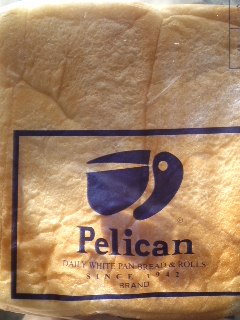 Pelican
DAILY WHITE PAN BREAD & ROLLS
SINCE 1942
BRAND